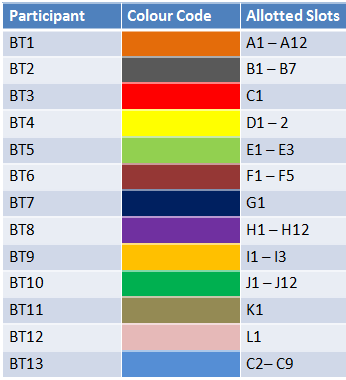 Participant Colour Code Allotted Slots
BT1 A1 – A12
BT2 B1 – B7
BT3 C1
BT4 D1 – 2
BT5 E1 – E3
BT6 F1 – F5
BT7 G1
BT8 H1 – H12
BT9 I1 – I3
BT10 J1 – J12
BT11 K1
BT12 L1
BT13 C2– C9